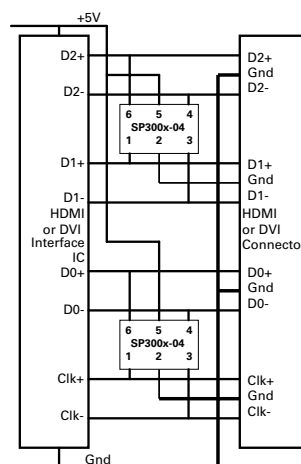 +5V
D2+
D2+
Gnd
D2-
D2-
6 5 4
SP300x-04
1 2 3
D1+
D1+
Gnd
D1-
D1-
HDMI
or DVI
Interface
IC
HDMI
or DVI
Connecto
D0+
D0+
Gnd
D0-
D0-
6 5 4
SP300x-04
1 2 3
Clk+
Clk+
Gnd
Clk-
Clk-
Gnd